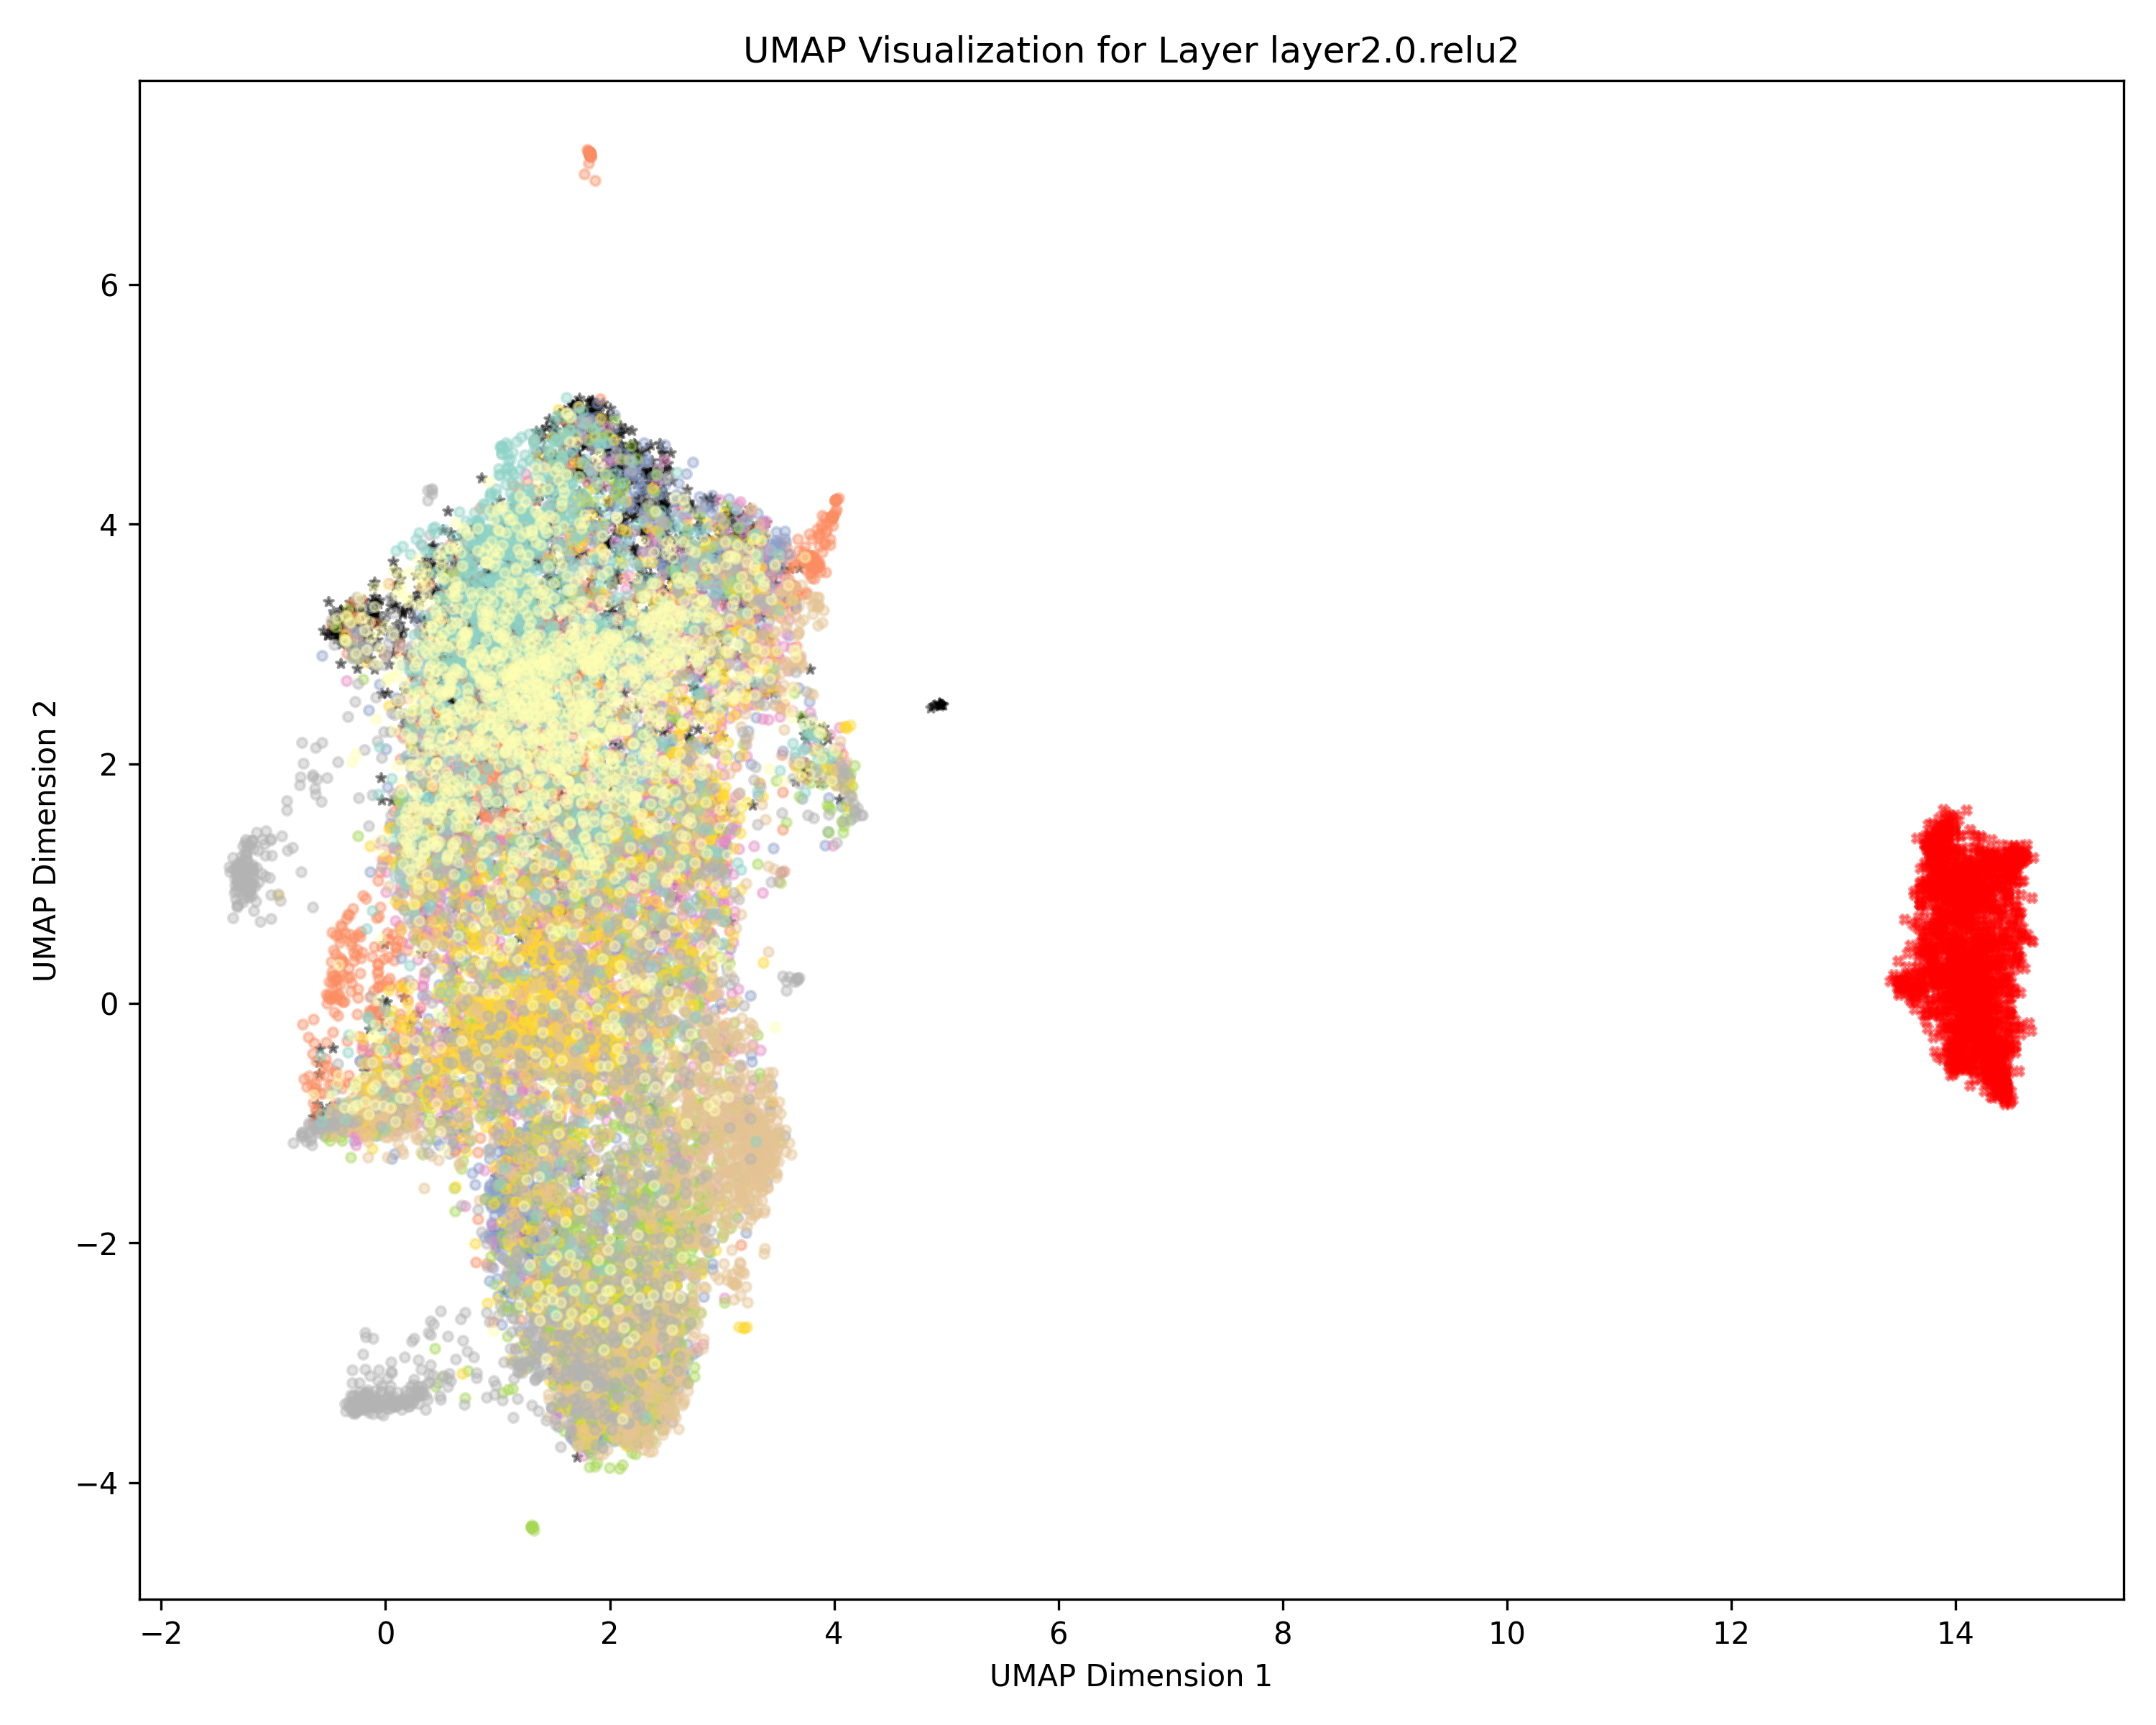 UMAP Visualization for Layer layer2.0.relu2
UMAP Dimension 2
6
4
2
0
−2
−4
−2 0 2 4 6 8 10 12 14
UMAP Dimension 1